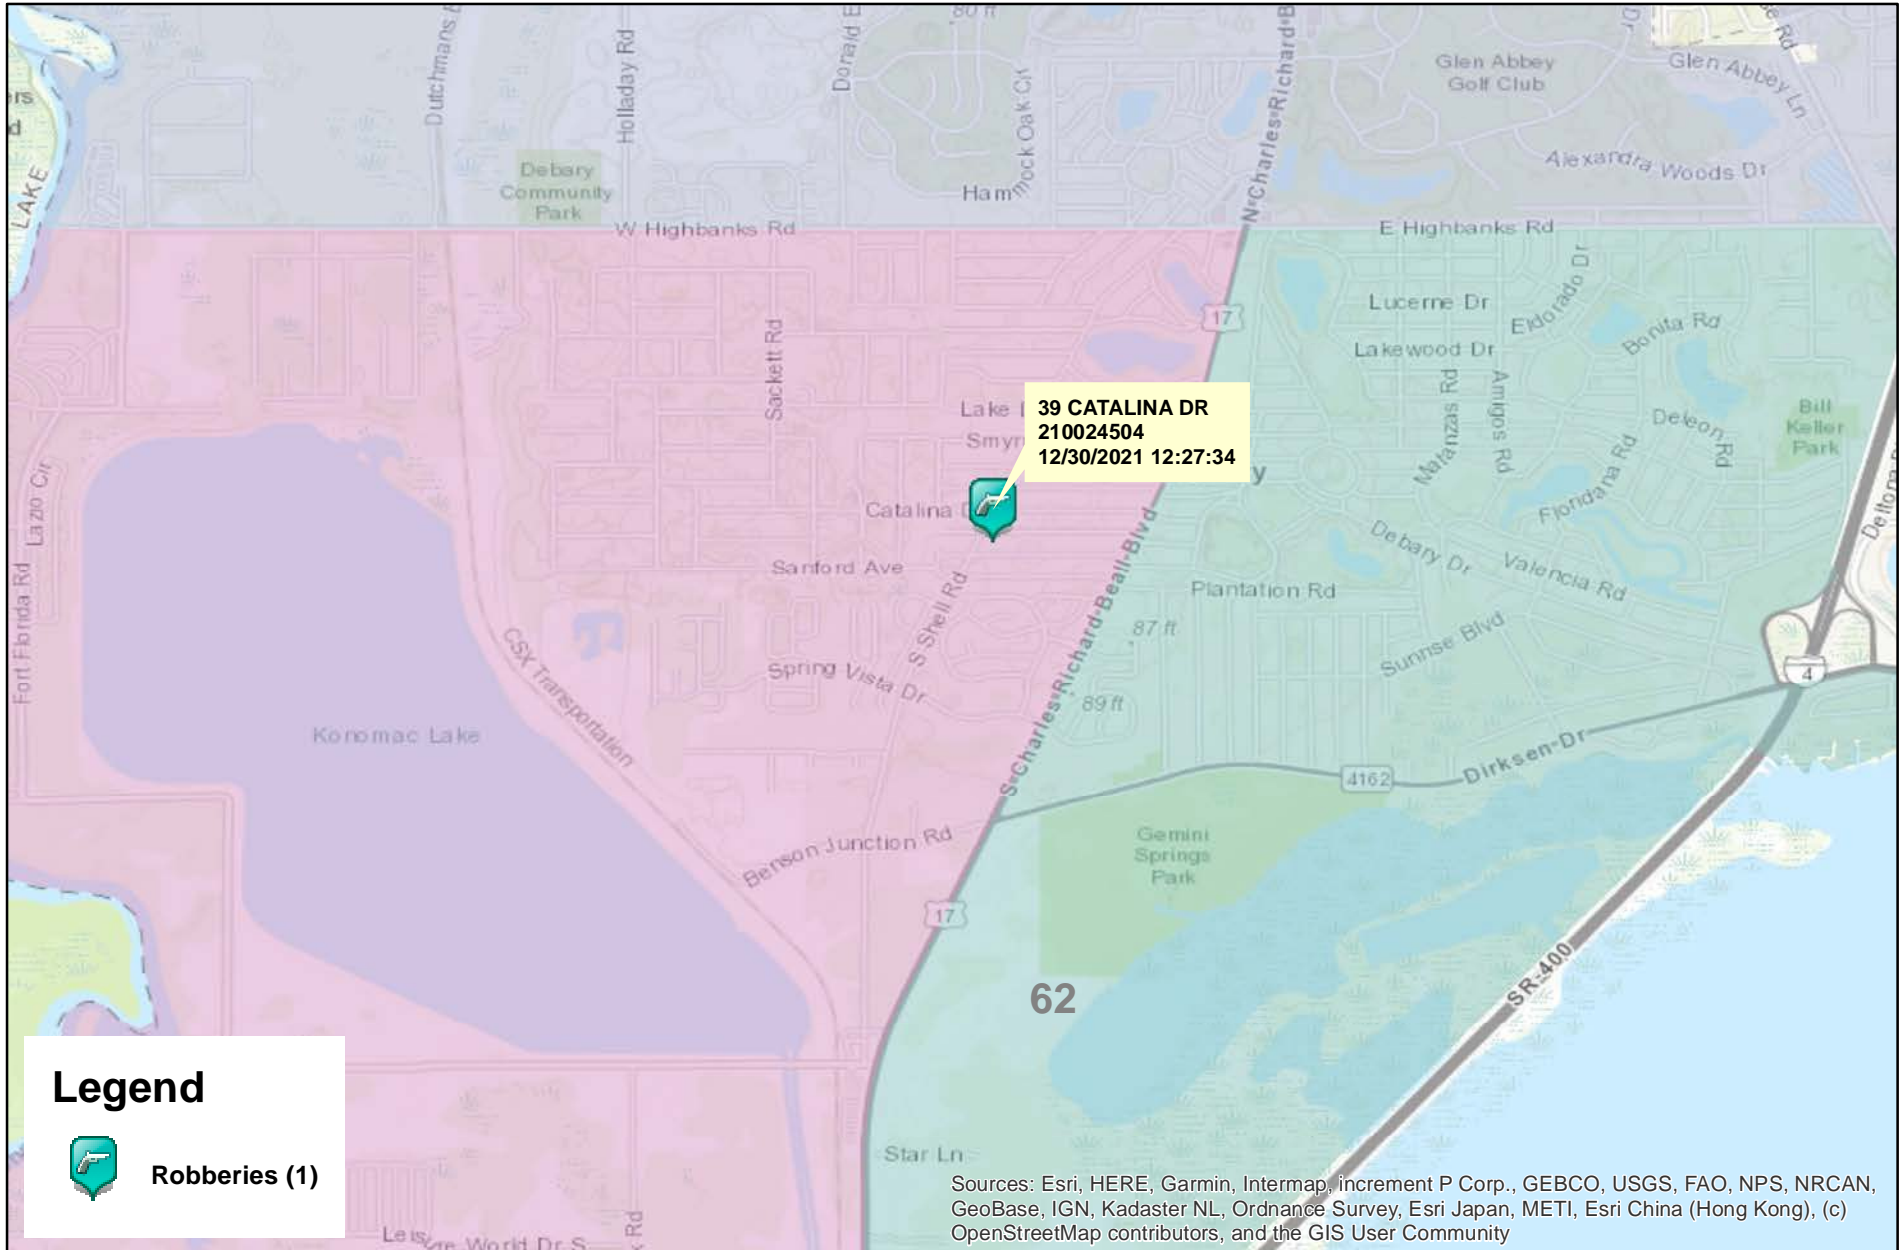 80 ft
Dutchmans
Holladay Rd
Donald
Hammock Oak Cir
N Charles Richard B
Glen Abbey
Golf Club
Glen Abbey Ln
Alexandra Woods Dr
LAKE
Debary
Community
Park
W Highbanks Rd
E Highbanks Rd
17
Lucerne Dr
Eldorado Dr
Bonita Rd
Lakewood Dr
Sackett Rd
Matanzas Rd
Amigos Rd
Deleon Rd
Floridana Rd
Bill
Keller
Park
Lake
39 CATALINA DR
210024504
12/30/2021 12:27:34
Catalina
Sanford Ave
Lazio Cir
Fort Florida Rd
S Shell Rd
Debary Dr
Valencia Rd
Plantation Rd
87 ft
Sunrise Blvd
Spring Vista Dr
89 ft
S Charles Richard Beall Blvd
CSX Transportation
Konomac Lake
4
4162
Dirksen Dr
Benson Junction Rd
Gemini
Springs
Park
17
62
SR-400
Star Ln
Leisure World Dr S
Rd
Legend
Robberies (1)
Sources: Esri, HERE, Garmin, Intermap, increment P Corp., GEBCO, USGS, FAO, NPS, NRCAN,
GeoBase, IGN, Kadaster NL, Ordnance Survey, Esri Japan, METI, Esri China (Hong Kong), (c)
OpenStreetMap contributors, and the GIS User Community